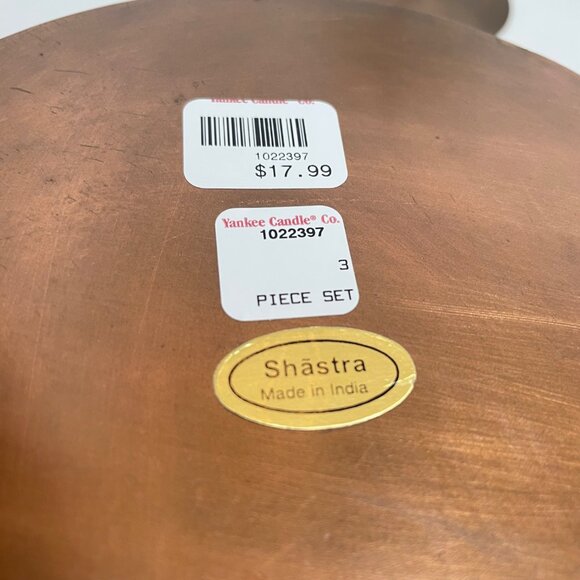 Yankee Candle® Co.
1022397
$17.99
Yankee Candle® Co.
1022397
3
PIECE SET
Shāstra
Made in India